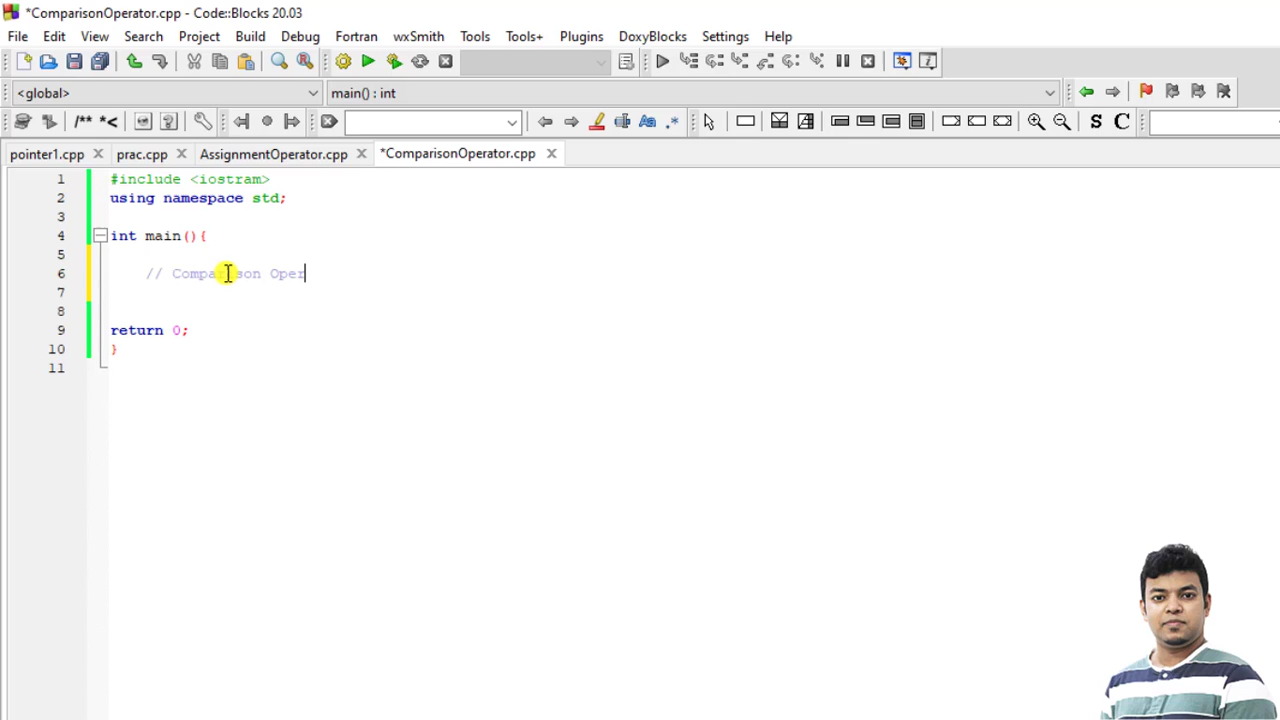 *ComparisonOperator.cpp - Code::Blocks 20.03
File Edit View Search Project Build Debug Fortran wxSmith Tools Tools+ Plugins DoxyBlocks Settings Help
<global> main() : int
/** *< Aa .* S C
pointer1.cpp prac.cpp AssignmentOperator.cpp *ComparisonOperator.cpp
1 #include <iostram>
2 using namespace std;
3
4 int main(){
5
6 // Comparison Oper
7
8
9 return 0;
10 }
11